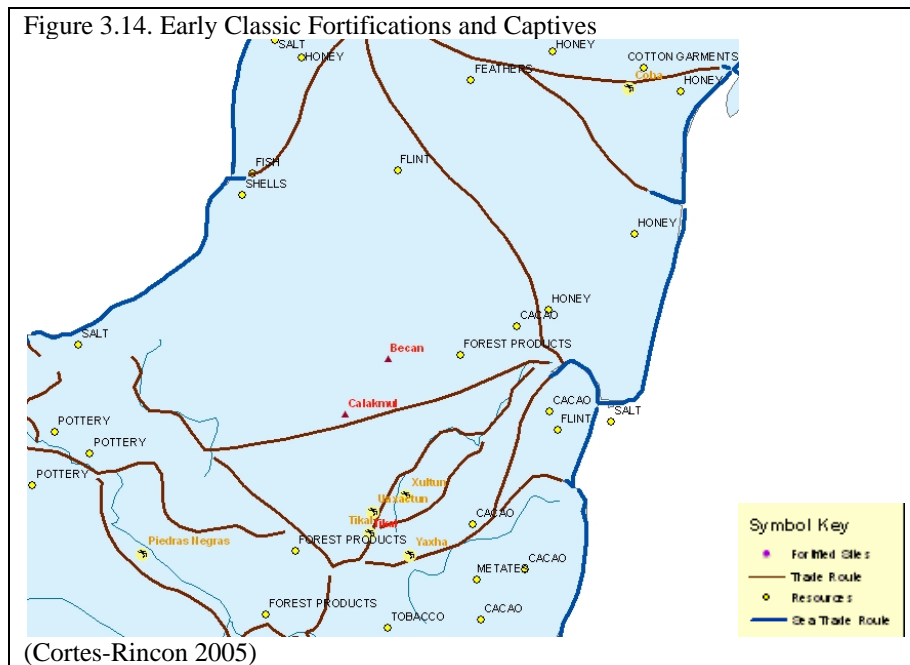 Figure 3.14. Early Classic Fortifications and Captives
SALT
HONEY
HONEY
COTTON GARMENTS
FEATHERS
Coba
HONEY
FISH
FLINT
SHELLS
HONEY
HONEY
CACAO
SALT
Becan
FOREST PRODUCTS
Calakmul
CACAO
SALT
FLINT
POTTERY
POTTERY
POTTERY
Xultun
Uaxactun
Tikal
Tikal
CACAO
Piedras Negras
FOREST PRODUCTS
Yaxha
METATES
CACAO
FOREST PRODUCTS
TOBACCO
CACAO
Symbol Key
Fortified Sites
Trade Route
Resources
Sea Trade Route
(Cortes-Rincon 2005)